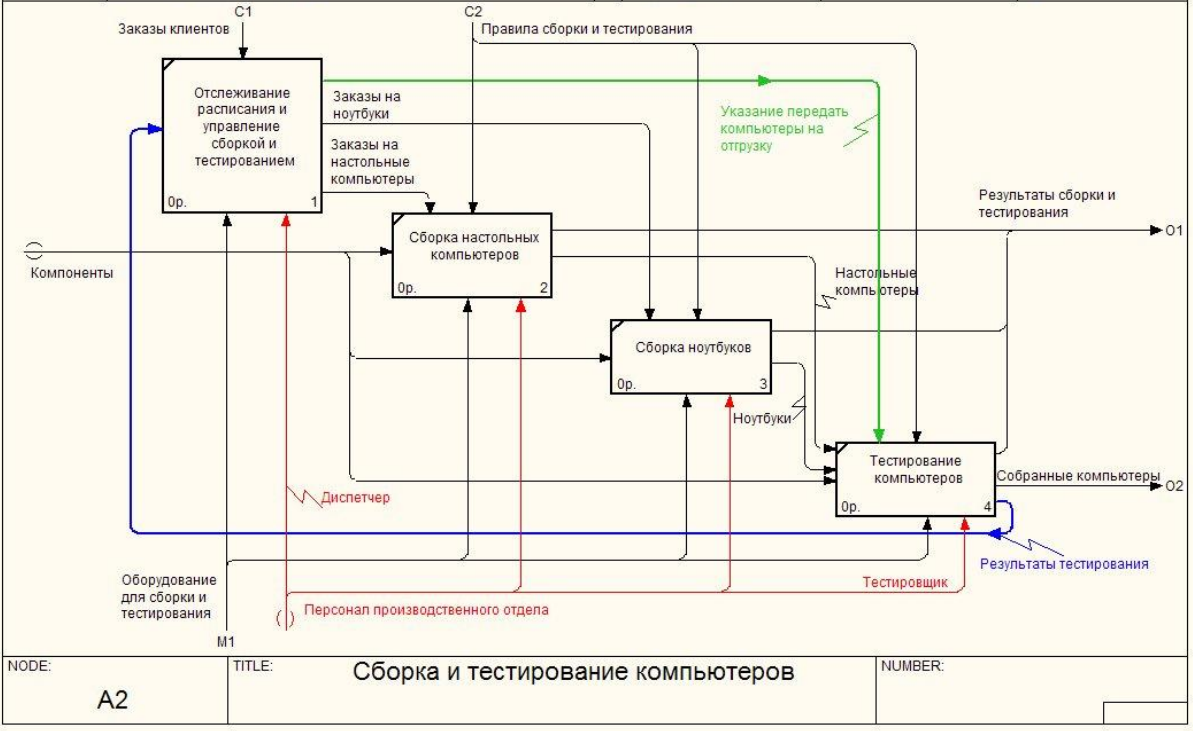 C1
Заказы клиентов
C2
Правила сборки и тестирования
Отслеживание
расписания и
управление
сборкой и
тестированием
0р.
1
Заказы на
ноутбуки
Заказы на
настольные
компьютеры
Указание передать
компьютеры на
отгрузку
Результаты сборки и
тестирования
O1
Компоненты
Сборка настольных
компьютеров
0р.
2
Настольные
компьютеры
Сборка ноутбуков
0р.
3
Ноутбуки
Тестирование
компьютеров
0р.
4
Собранные компьютеры
O2
Диспетчер
Результаты тестирования
Оборудование
для сборки и
тестирования
Тестировщик
Персонал производственного отдела
M1
NODE:
A2
TITLE:
Сборка и тестирование компьютеров
NUMBER: